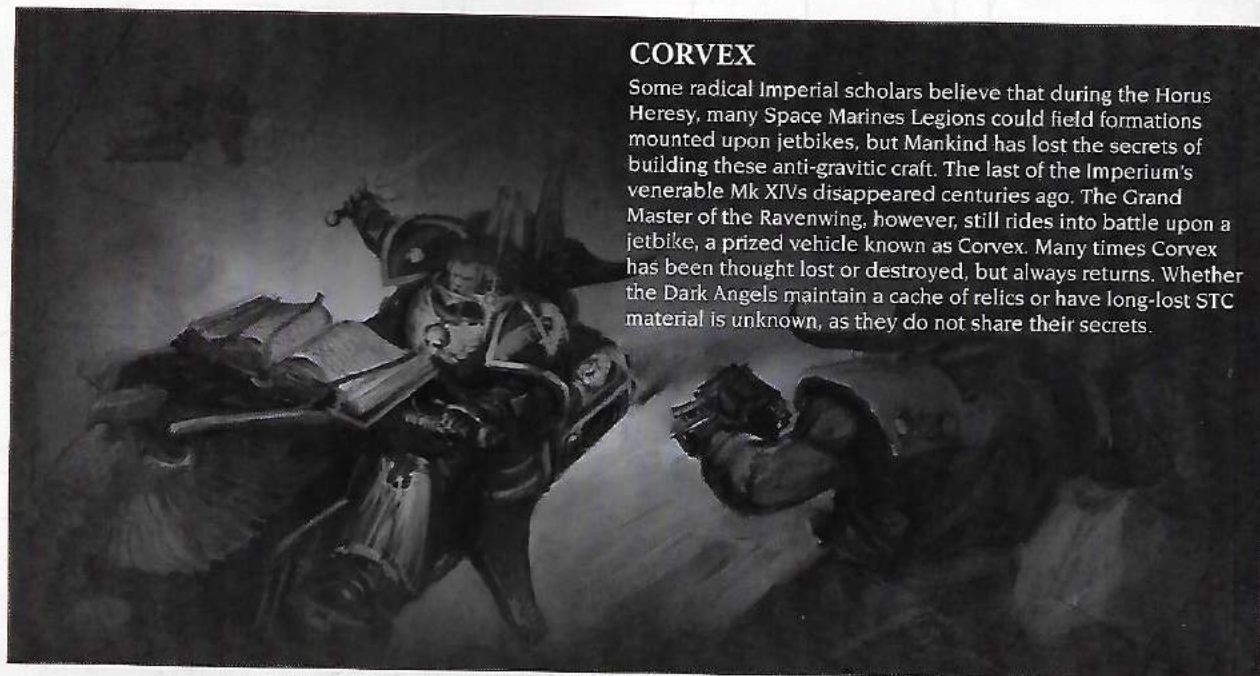 CORVEX
Some radical Imperial scholars believe that during the Horus
Heresy, many Space Marines Legions could field formations
mounted upon jetbikes, but Mankind has lost the secrets of
building these anti-gravitic craft. The last of the Imperium's
venerable Mk XIVs disappeared centuries ago. The Grand
Master of the Ravenwing, however, still rides into battle upon a
jetbike, a prized vehicle known as Corvex. Many times Corvex
has been thought lost or destroyed, but always returns. Whether
the Dark Angels maintain a cache of relics or have long-lost STC
material is unknown, as they do not share their secrets.